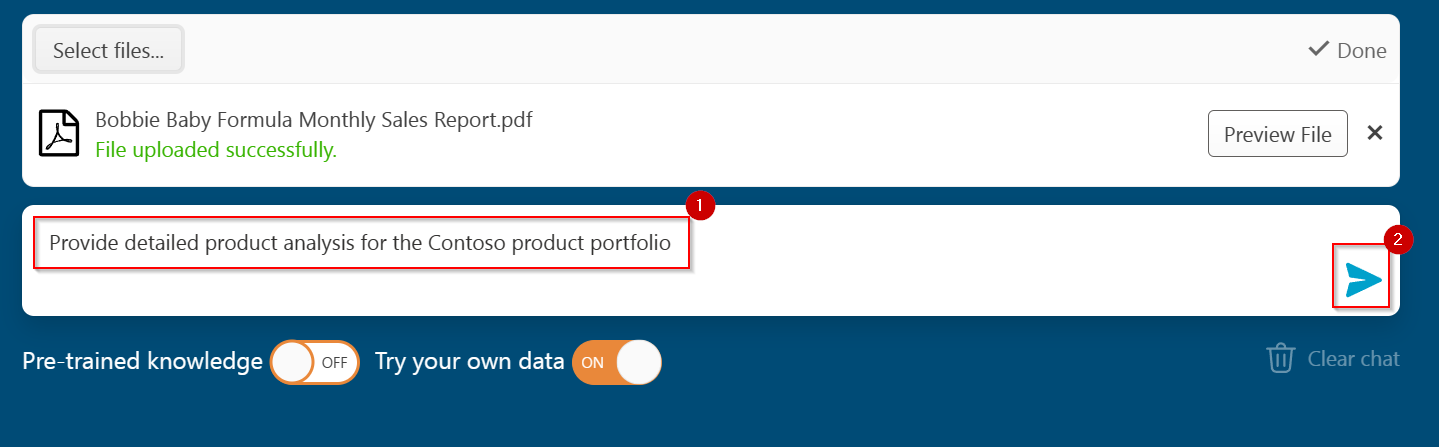 Select files...
Done
Bobbie Baby Formula Monthly Sales Report.pdf
File uploaded successfully.
Preview File
1
Provide detailed product analysis for the Contoso product portfolio
2
Pre-trained knowledge OFF Try your own data ON
Clear chat